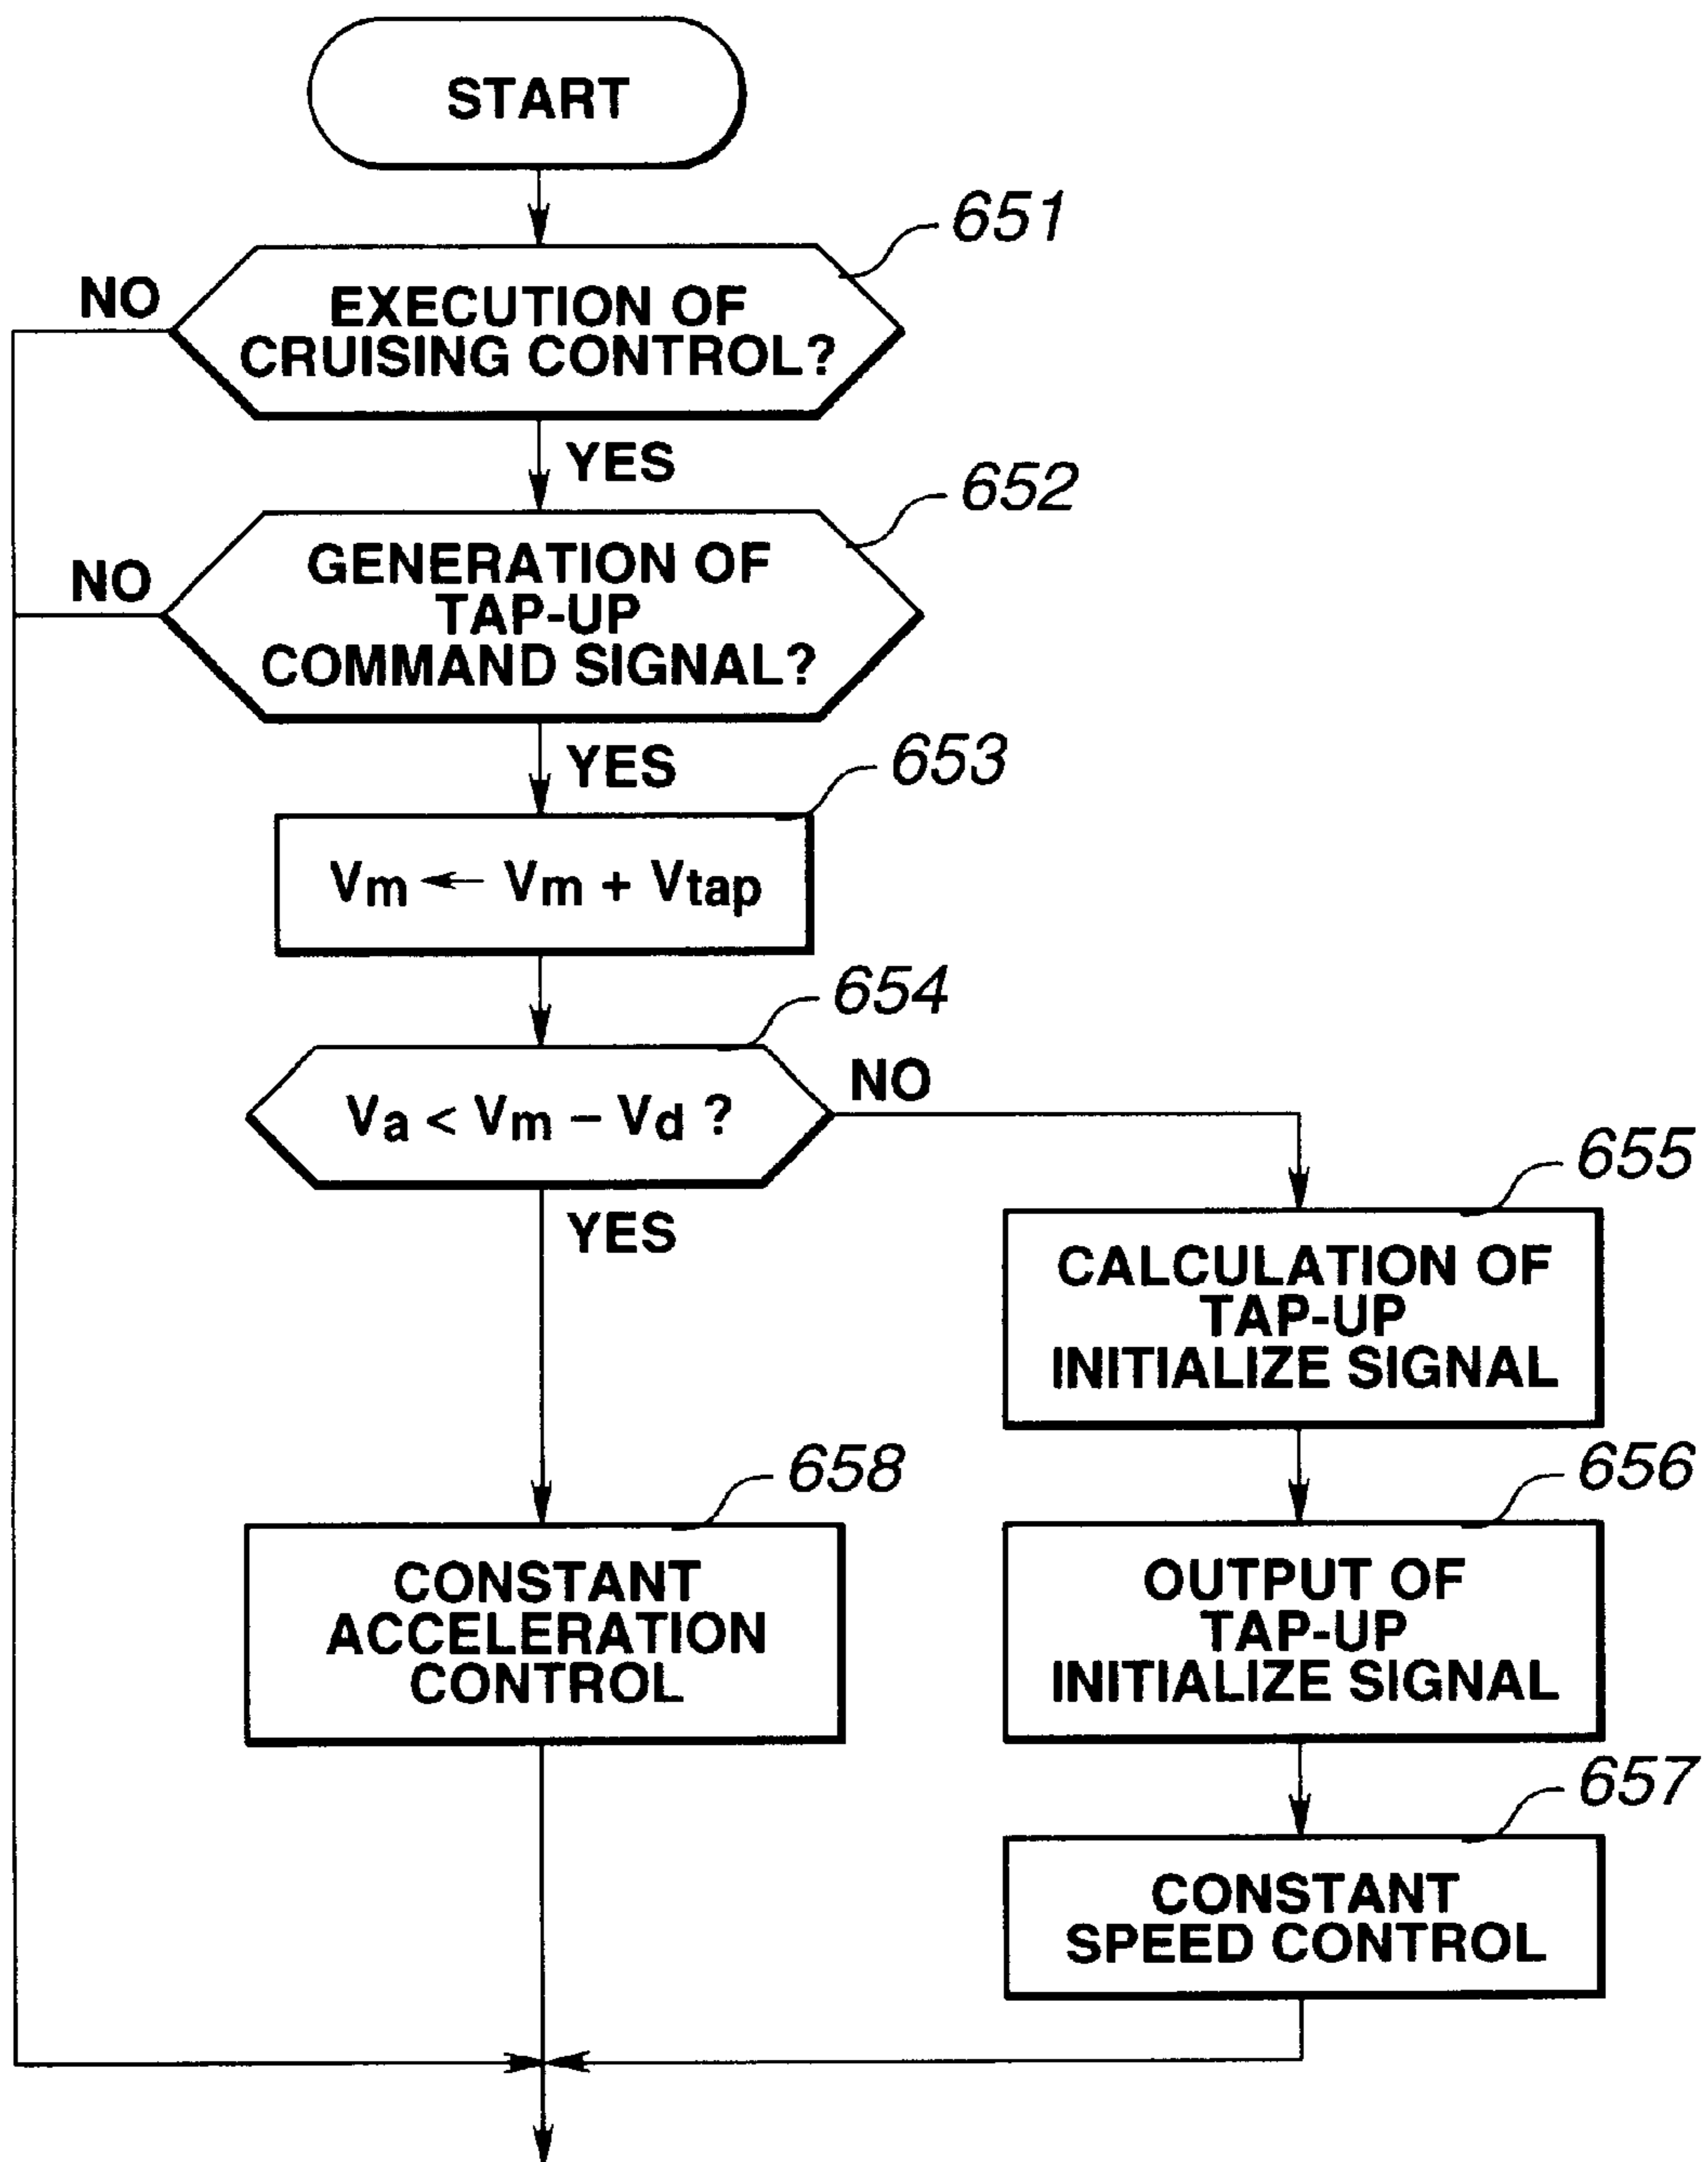 START
651
NO
EXECUTION OF
CRUISING CONTROL?
YES
652
NO
GENERATION OF
TAP-UP
COMMAND SIGNAL?
YES
653
Vm ← Vm + Vtap
654
Va < Vm – Vd ?
NO
YES
655
CALCULATION OF
TAP-UP
INITIALIZE SIGNAL
658
CONSTANT
ACCELERATION
CONTROL
656
OUTPUT OF
TAP-UP
INITIALIZE SIGNAL
657
CONSTANT
SPEED CONTROL